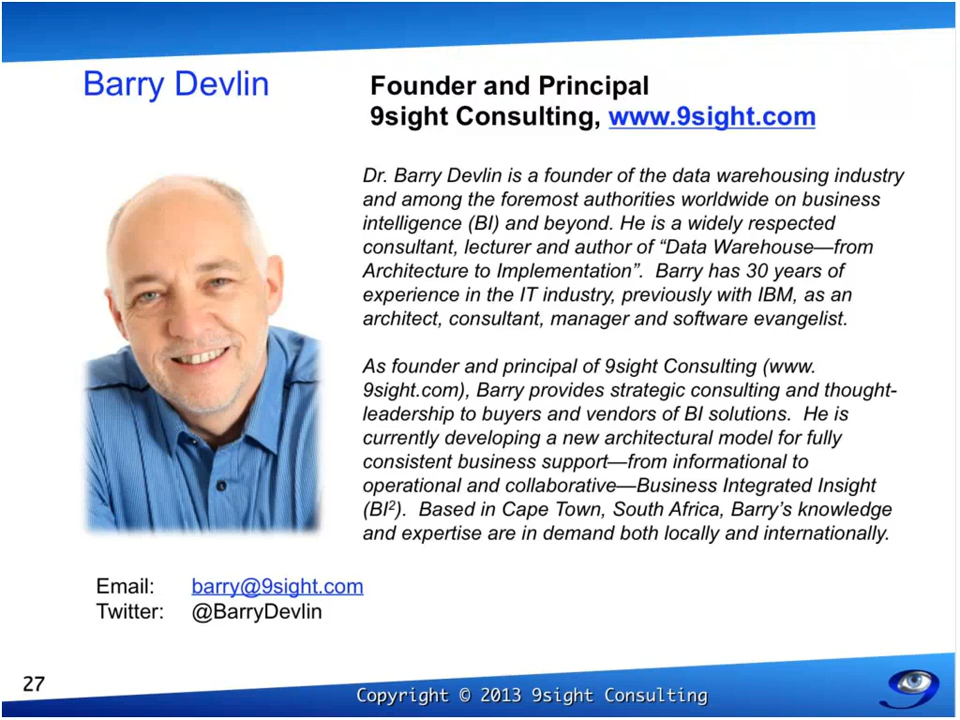 Barry Devlin
Founder and Principal
9sight Consulting, www.9sight.com
Dr. Barry Devlin is a founder of the data warehousing industry
and among the foremost authorities worldwide on business
intelligence (BI) and beyond. He is a widely respected
consultant, lecturer and author of “Data Warehouse—from
Architecture to Implementation”.  Barry has 30 years of
experience in the IT industry, previously with IBM, as an
architect, consultant, manager and software evangelist.
As founder and principal of 9sight Consulting (www.
9sight.com), Barry provides strategic consulting and thought-
leadership to buyers and vendors of BI solutions.  He is
currently developing a new architectural model for fully
consistent business support—from informational to
operational and collaborative—Business Integrated Insight
(BI²).  Based in Cape Town, South Africa, Barry’s knowledge
and expertise are in demand both locally and internationally.
Email: barry@9sight.com
Twitter: @BarryDevlin
27
Copyright © 2013 9sight Consulting